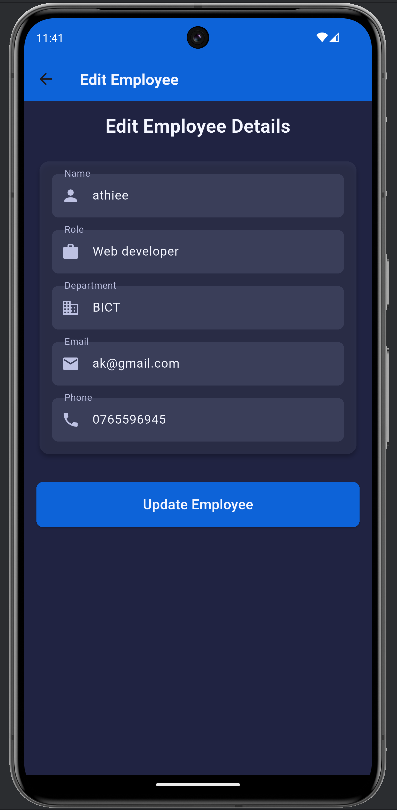 11:41
Edit Employee
Edit Employee Details
Name
athiee
Role
Web developer
Department
BICT
Email
ak@gmail.com
Phone
0765596945
Update Employee